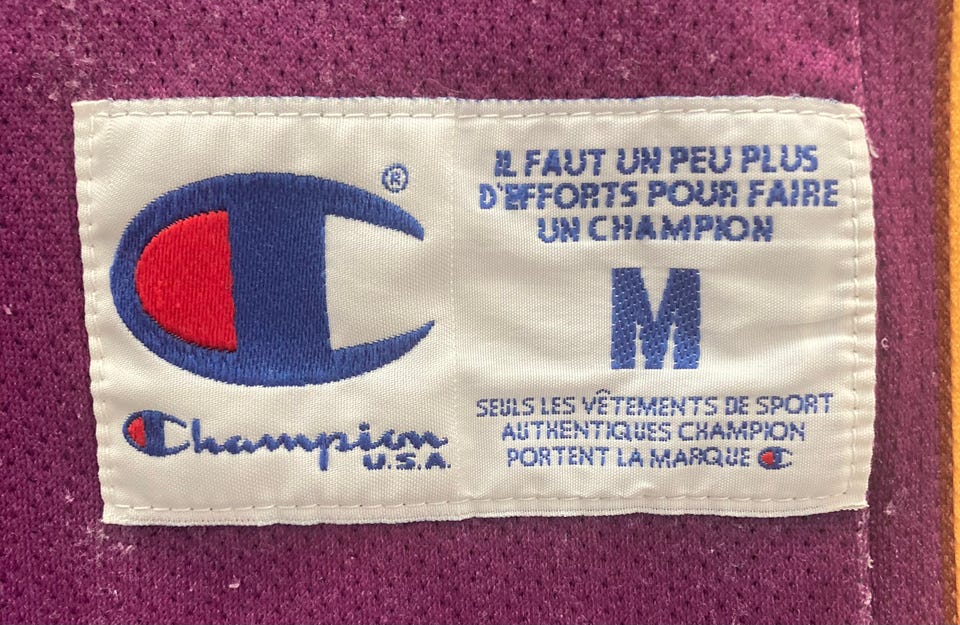 ®
Champion
U.S.A.
IL FAUT UN PEU PLUS
D'EFFORTS POUR FAIRE
UN CHAMPION
M
SEULS LES VÊTEMENTS DE SPORT
AUTHENTIQUES CHAMPION
PORTENT LA MARQUE C